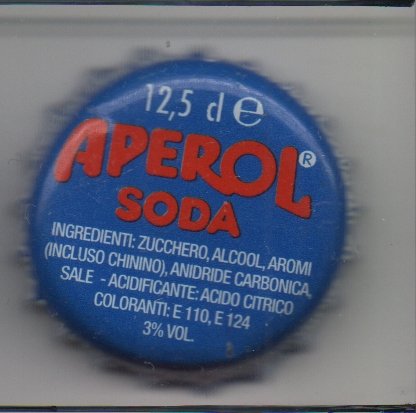 12,5 cl e
APEROL®
SODA
INGREDIENTI: ZUCCHERO, ALCOOL, AROMI
(INCLUSO CHININO), ANIDRIDE CARBONICA,
SALE - ACIDIFICANTE: ACIDO CITRICO
COLORANTI: E 110, E 124
3% VOL.